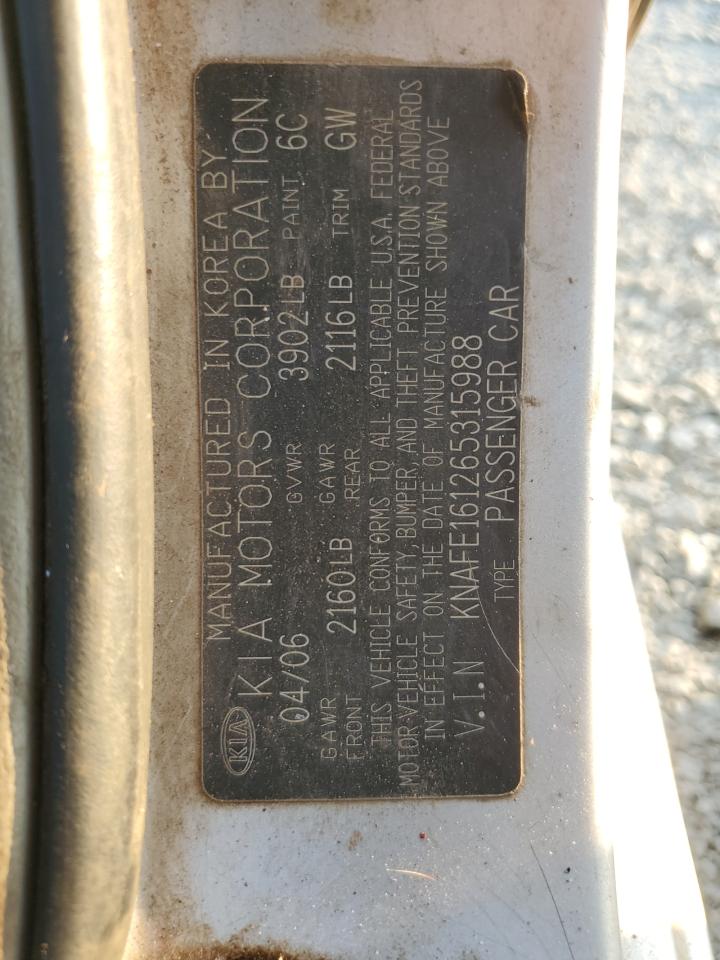 MANUFACTURED IN KOREA BY
KIA KIA MOTORS CORPORATION
04/06 GVWR 3902LB PAINT 6C
GAWR FRONT 2160LB GAWR REAR 2116LB TRIM GW
THIS VEHICLE CONFORMS TO ALL APPLICABLE U.S.A. FEDERAL
MOTOR-VEHICLE SAFETY, BUMPER, AND THEFT PREVENTION STANDARDS
IN EFFECT ON THE DATE OF MANUFACTURE SHOWN ABOVE
V.I.N KNAFE161265315988
TYPE PASSENGER CAR